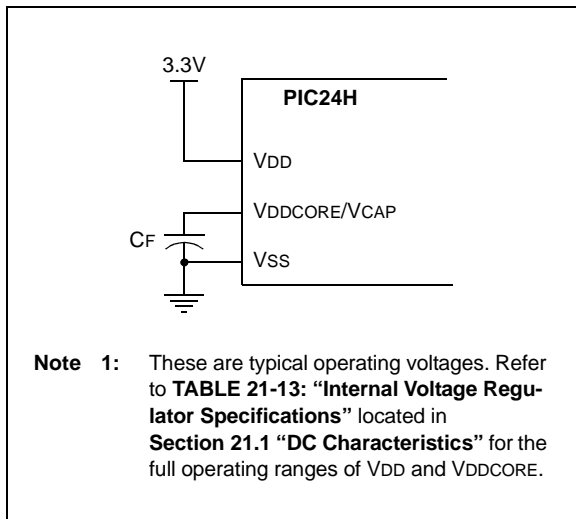 3.3V
PIC24H
VDD
VDDCORE/VCAP
CF
VSS
Note 1: These are typical operating voltages. Refer
to TABLE 21-13: “Internal Voltage Regu-
lator Specifications” located in
Section 21.1 “DC Characteristics” for the
full operating ranges of VDD and VDDCORE.